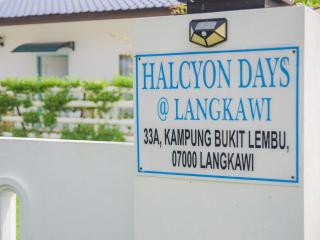 HALCYON DAYS
@ LANGKAWI
33A, KAMPUNG BUKIT LEMBU,
07000 LANGKAWI